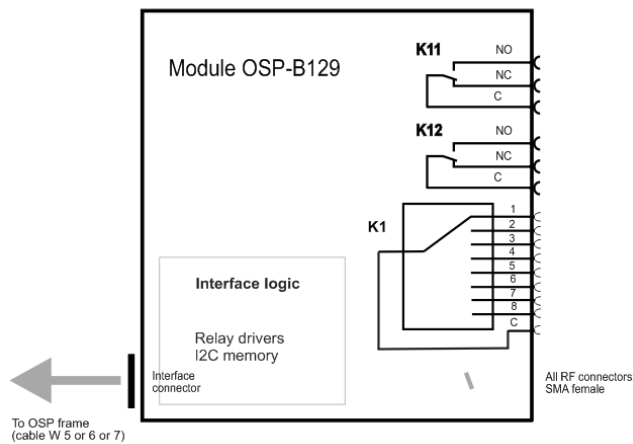 Module OSP-B129
K11
NO
NC
C
K12
NO
NC
C
K1
1
2
3
4
5
6
7
8
C
Interface logic
Relay drivers
I2C memory
Interface
connector
All RF connectors
SMA female
To OSP frame
(cable W 5 or 6 or 7)